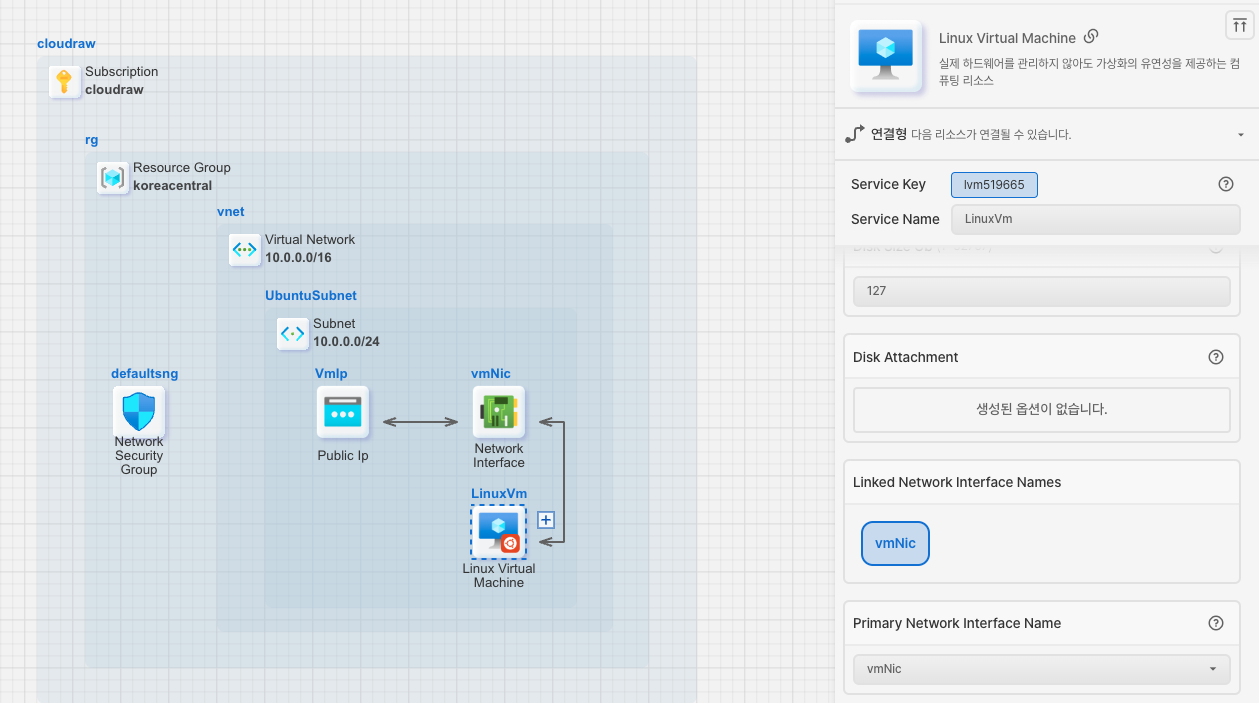 cloudraw
Subscription
cloudraw
rg
Resource Group
koreacentral
vnet
Virtual Network
10.0.0.0/16
UbuntuSubnet
Subnet
10.0.0.0/24
defaultsng
Network
Security
Group
VmIp
Public Ip
vmNic
Network
Interface
LinuxVm
Linux Virtual
Machine
Linux Virtual Machine
실제 하드웨어를 관리하지 않아도 가상화의 유연성을 제공하는 컴
퓨팅 리소스
연결형 다음 리소스가 연결될 수 있습니다.
Service Key
lvm519665
Service Name
LinuxVm
127
Disk Attachment
생성된 옵션이 없습니다.
Linked Network Interface Names
vmNic
Primary Network Interface Name
vmNic